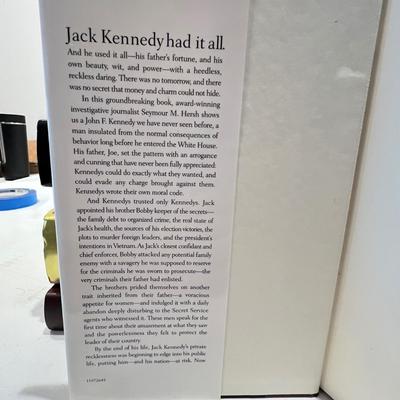 Jack Kennedy had it all.
And he used it all—his father's fortune, and his
own beauty, wit, and power—with a heedless,
reckless daring. There was no tomorrow, and there
was no secret that money and charm could not hide.
In this groundbreaking book, award-winning
investigative journalist Seymour M. Hersh shows
us a John F. Kennedy we have never seen before, a
man insulated from the normal consequences of
behavior long before he entered the White House.
His father, Joe, set the pattern with an arrogance
and cunning that have never been fully appreciated:
Kennedys could do exactly what they wanted, and
could evade any charge brought against them.
Kennedys wrote their own moral code.
And Kennedys trusted only Kennedys. Jack
appointed his brother Bobby keeper of the secrets—
the family debt to organized crime, the real state of
Jack's health, the sources of his election victories, the
plots to murder foreign leaders, and the president's
intentions in Vietnam. As Jack's closest confidant and
chief enforcer, Bobby attacked any potential family
enemy with a savagery he was supposed to reserve
for the criminals he was sworn to prosecute—the
very criminals their father had enlisted.
The brothers prided themselves on another
trait inherited from their father—a voracious
appetite for women—and indulged it with a daily
abandon deeply disturbing to the Secret Service
agents who witnessed it. These men speak for the
first time about their amazement at what they saw
and the powerlessness they felt to protect the
leader of their country.
By the end of his life, Jack Kennedy's private
recklessness was beginning to edge into his public
life, putting him—and his nation—at risk. Now
11972645